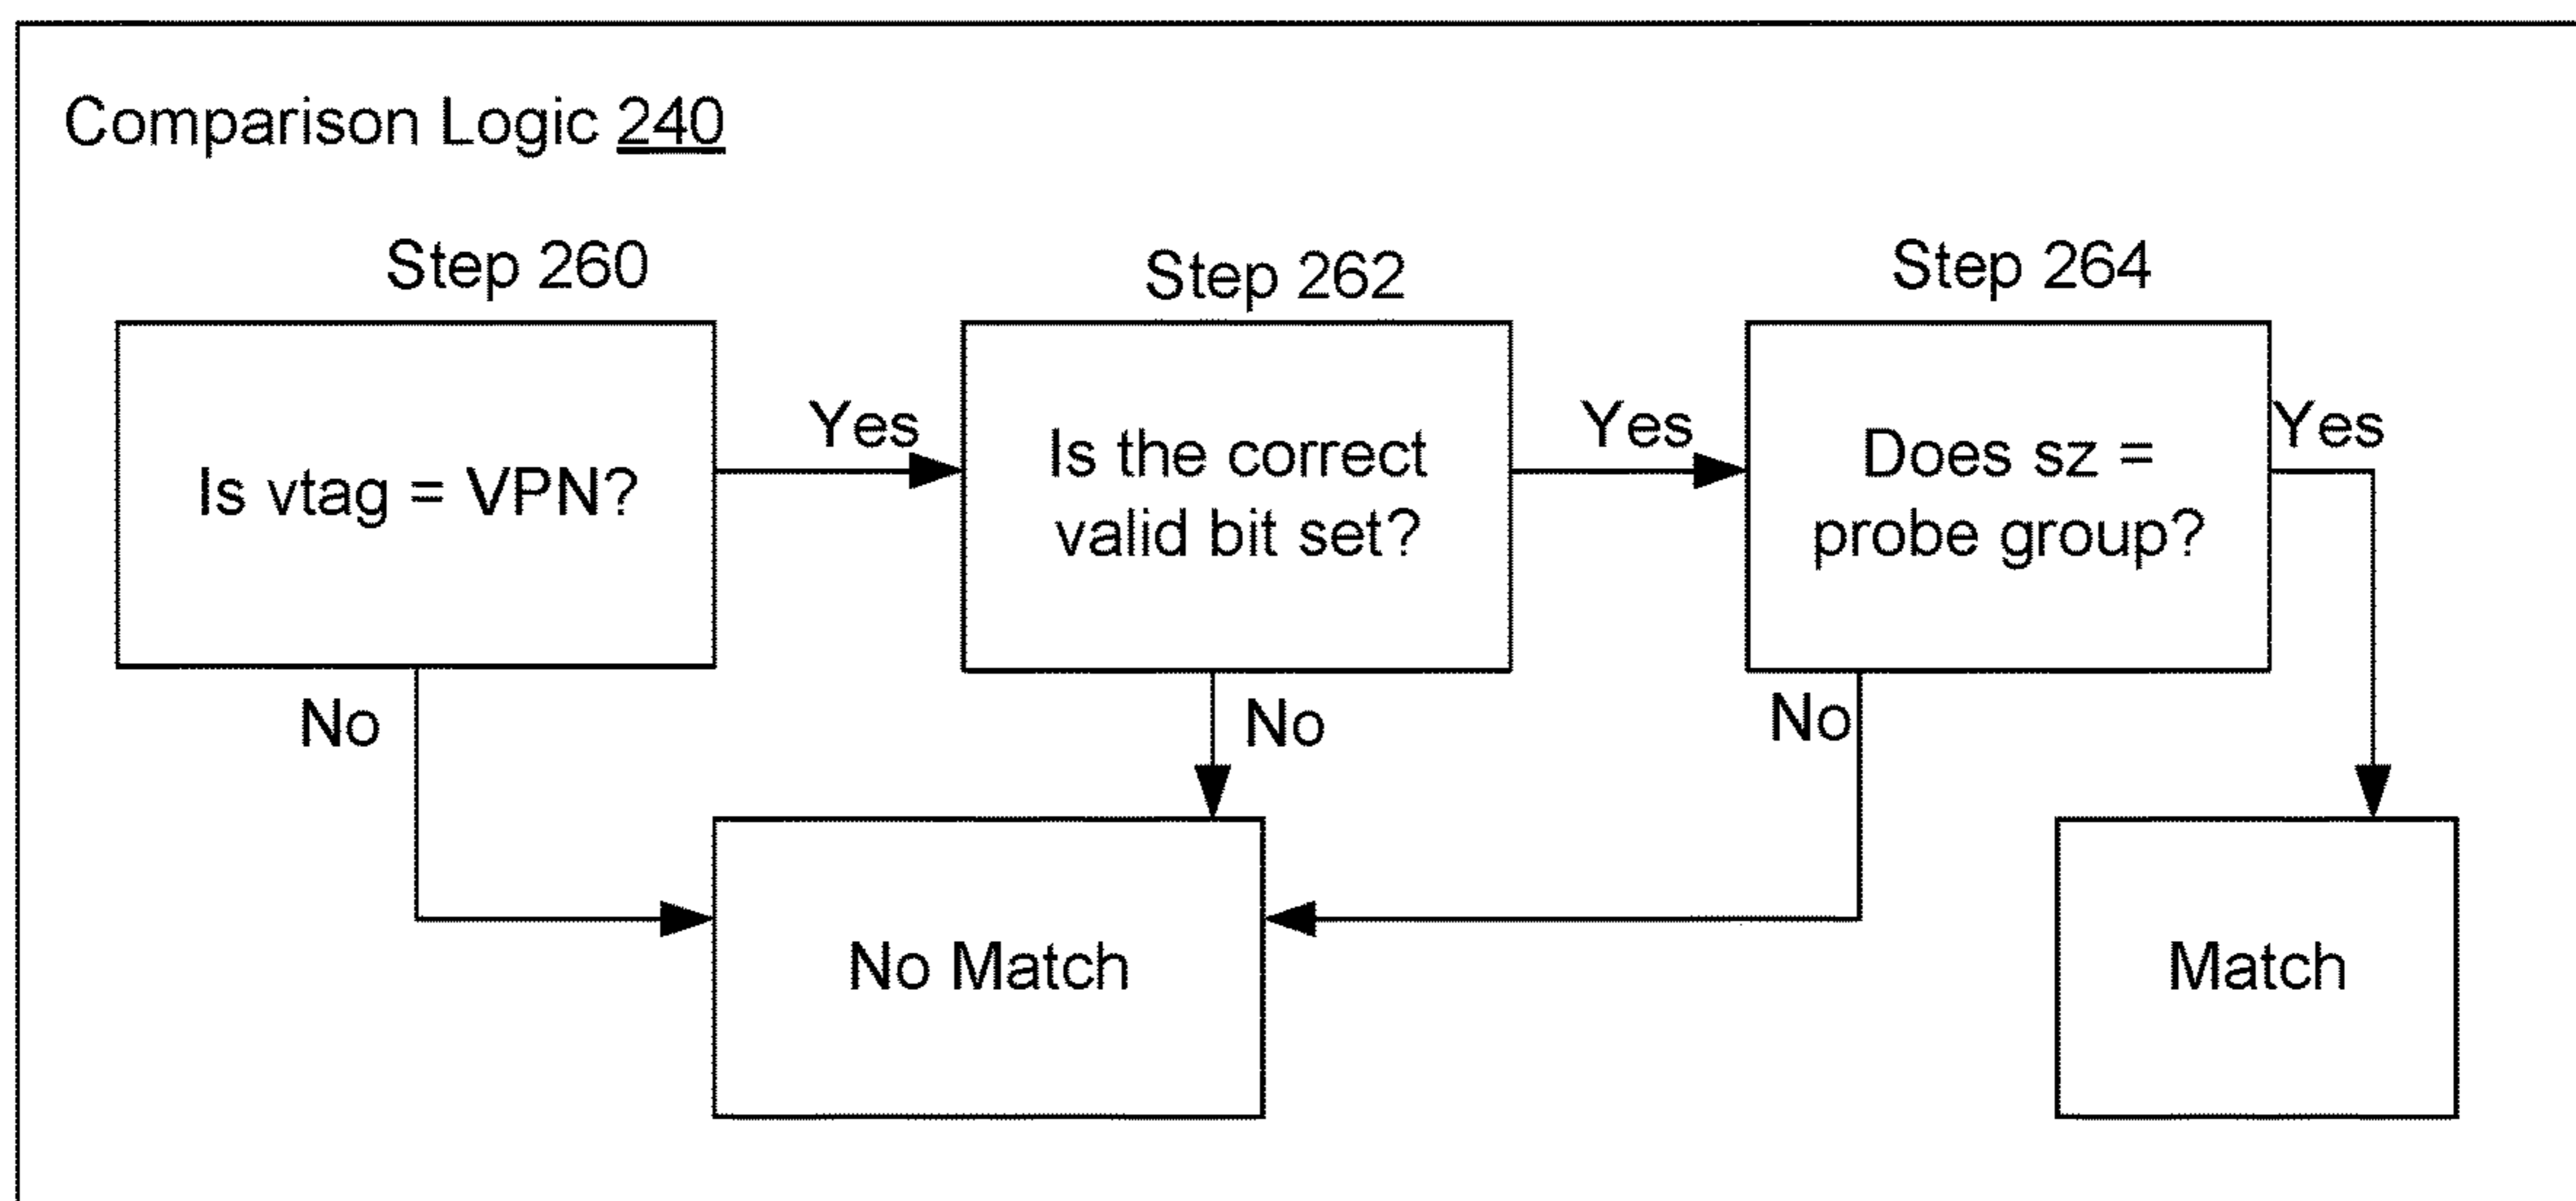 Comparison Logic 240
Step 260
Step 262
Step 264
Is vtag = VPN?
Yes
Is the correct
valid bit set?
Yes
Does sz =
probe group?
Yes
No
No
No
No Match
Match